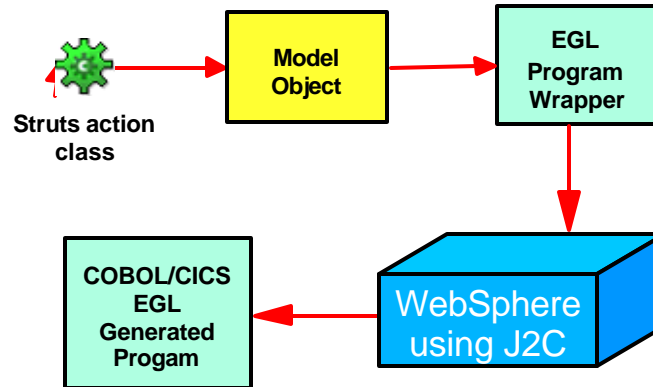 Struts action
class
Model
Object
EGL
Program
Wrapper
WebSphere
using J2C
COBOL/CICS
EGL
Generated
Progam